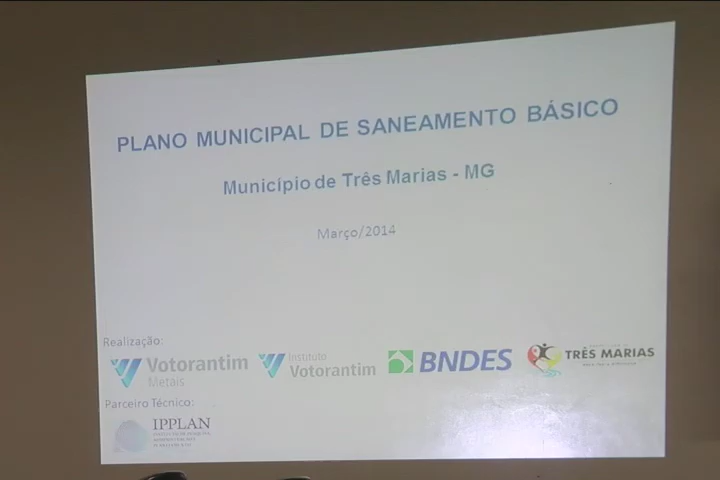 PLANO MUNICIPAL DE SANEAMENTO BÁSICO
Município de Três Marias - MG
Março/2014
Realização:
Votorantim
Metais
Instituto
Votorantim
BNDES
TRÊS MARIAS
Parceiro Técnico:
IPPLAN